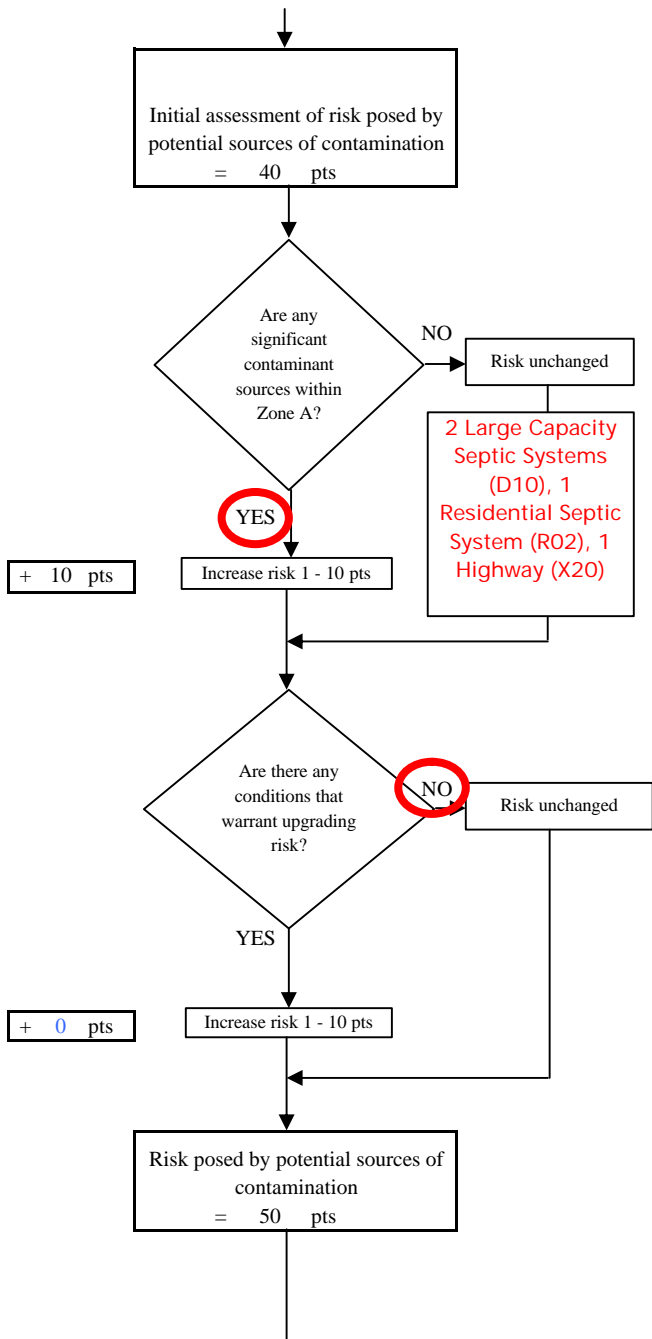 Initial assessment of risk posed by
potential sources of contamination
= 40 pts
Are any
significant
contaminant
sources within
Zone A?
NO
Risk unchanged
2 Large Capacity
Septic Systems
(D10), 1
Residential Septic
System (R02), 1
Highway (X20)
YES
+ 10 pts
Increase risk 1 - 10 pts
Are there any
conditions that
warrant upgrading
risk?
NO
Risk unchanged
YES
+ 0 pts
Increase risk 1 - 10 pts
Risk posed by potential sources of
contamination
= 50 pts